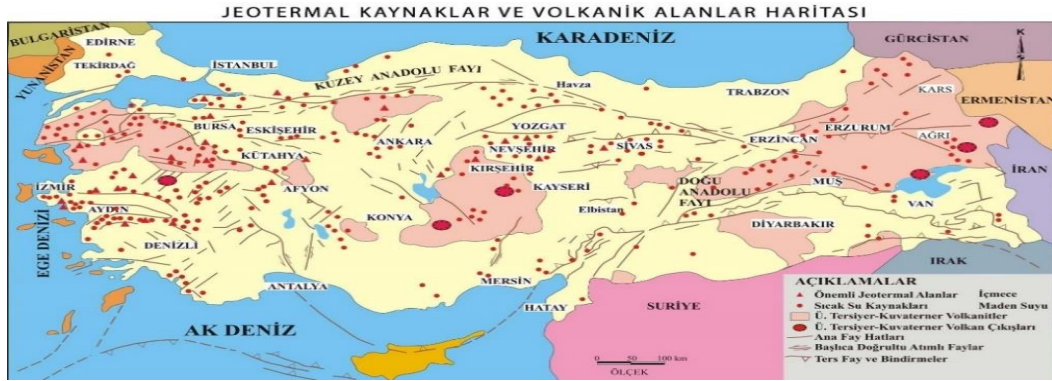 JEOTERMAL KAYNAKLAR VE VOLKANİK ALANLAR HARİTASI
BULGARİSTAN
EDİRNE
TEKİRDAĞ
YUNANİSTAN
İSTANBUL
KARADENİZ
GÜRCİSTAN
K
KUZEY ANADOLU FAYI
Havza
TRABZON
KARS
ERMENİSTAN
BURSA
ESKİŞEHİR
ANKARA
YOZGAT
NEVŞEHİR
SİVAS
ERZİNCAN
ERZURUM
AĞRI
KÜTAHYA
KIRŞEHİR
İRAN
İZMİR
AFYON
KAYSERİ
DOĞU ANADOLU FAYI
MUŞ
VAN
AYDIN
KONYA
Elbistan
DİYARBAKIR
EGE DENİZİ
DENİZLİ
ANTALYA
MERSİN
HATAY
SURİYE
IRAK
AK DENİZ
AÇIKLAMALAR
Önemli Jeotermal Alanlar İçmece
Sıcak Su Kaynakları Maden Suyu
Ü. Tersiyer-Kuvaterner Volkanitler
Ü. Tersiyer-Kuvaterner Volkan Çıkışları
Ana Fay Hatları
Başlıca Doğrultu Atımlı Faylar
Ters Fay ve Bindirmeler
0 50 100 km
ÖLÇEK